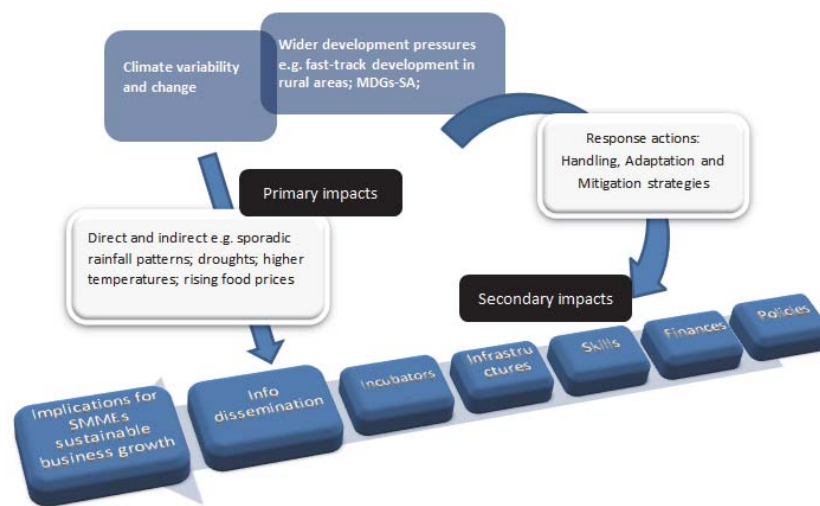 Climate variability
and change
Wider development pressures
e.g. fast-track development in
rural areas; MDGs-SA;
Response actions:
Handling, Adaptation and
Mitigation strategies
Primary impacts
Direct and indirect e.g. sporadic
rainfall patterns; droughts; higher
temperatures; rising food prices
Secondary impacts
Implications for
SMMEs
sustainable
business growth
Info
dissemination
Incubators
Infrastru
ctures
Skills
Finances
Policies